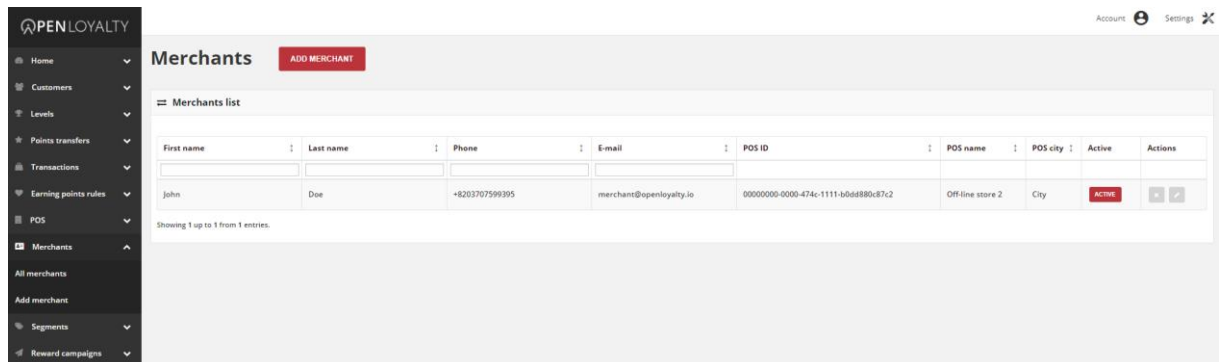 OPEN LOYALTY
Account
Settings
Home
Customers
Levels
Points transfers
Transactions
Earning points rules
POS
Merchants
All merchants
Add merchant
Segments
Reward campaigns
Merchants
ADD MERCHANT
Merchants list
First name Last name Phone E-mail POS ID POS name POS city Active Actions
John Doe +8203707599395 merchant@openloyalty.io 00000000-0000-474c-1111-b0dd880c87c2 Off-line store 2 City ACTIVE
Showing 1 up to 1 from 1 entries.